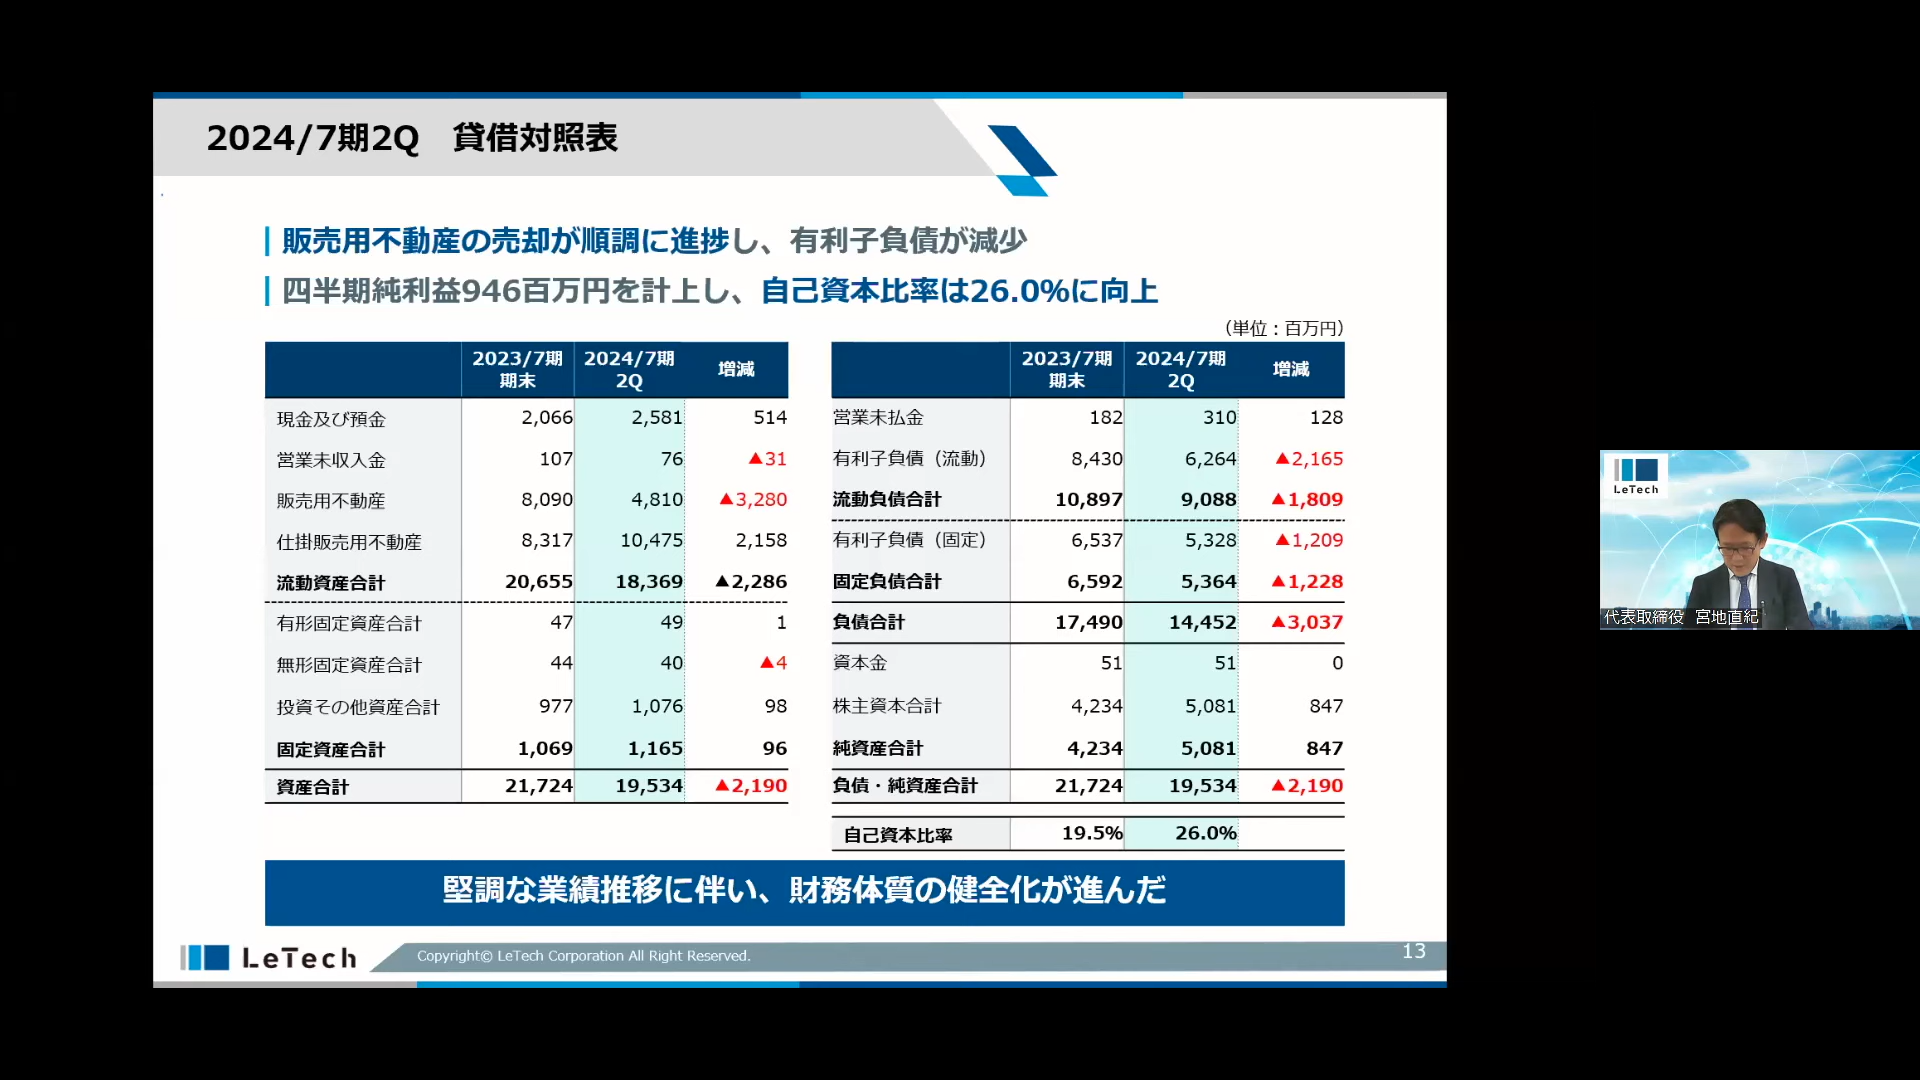 2024/7期2Q 貸借対照表
販売用不動産の売却が順調に進捗し、有利子負債が減少
四半期純利益946百万円を計上し、自己資本比率は26.0%に向上
(単位：百万円)
2023/7期期末 2024/7期2Q 増減
現金及び預金 2,066 2,581 514
営業未収入金 107 76 ▲31
販売用不動産 8,090 4,810 ▲3,280
仕掛販売用不動産 8,317 10,475 2,158
流動資産合計 20,655 18,369 ▲2,286
有形固定資産合計 47 49 1
無形固定資産合計 44 40 ▲4
投資その他資産合計 977 1,076 98
固定資産合計 1,069 1,165 96
資産合計 21,724 19,534 ▲2,190
2023/7期期末 2024/7期2Q 増減
営業未払金 182 310 128
有利子負債（流動） 8,430 6,264 ▲2,165
流動負債合計 10,897 9,088 ▲1,809
有利子負債（固定） 6,537 5,328 ▲1,209
固定負債合計 6,592 5,364 ▲1,228
負債合計 17,490 14,452 ▲3,037
資本金 51 51 0
株主資本合計 4,234 5,081 847
純資産合計 4,234 5,081 847
負債・純資産合計 21,724 19,534 ▲2,190
自己資本比率 19.5% 26.0%
堅調な業績推移に伴い、財務体質の健全化が進んだ
LeTech
Copyright© LeTech Corporation All Right Reserved.
13
LeTech
代表取締役 宮地直紀